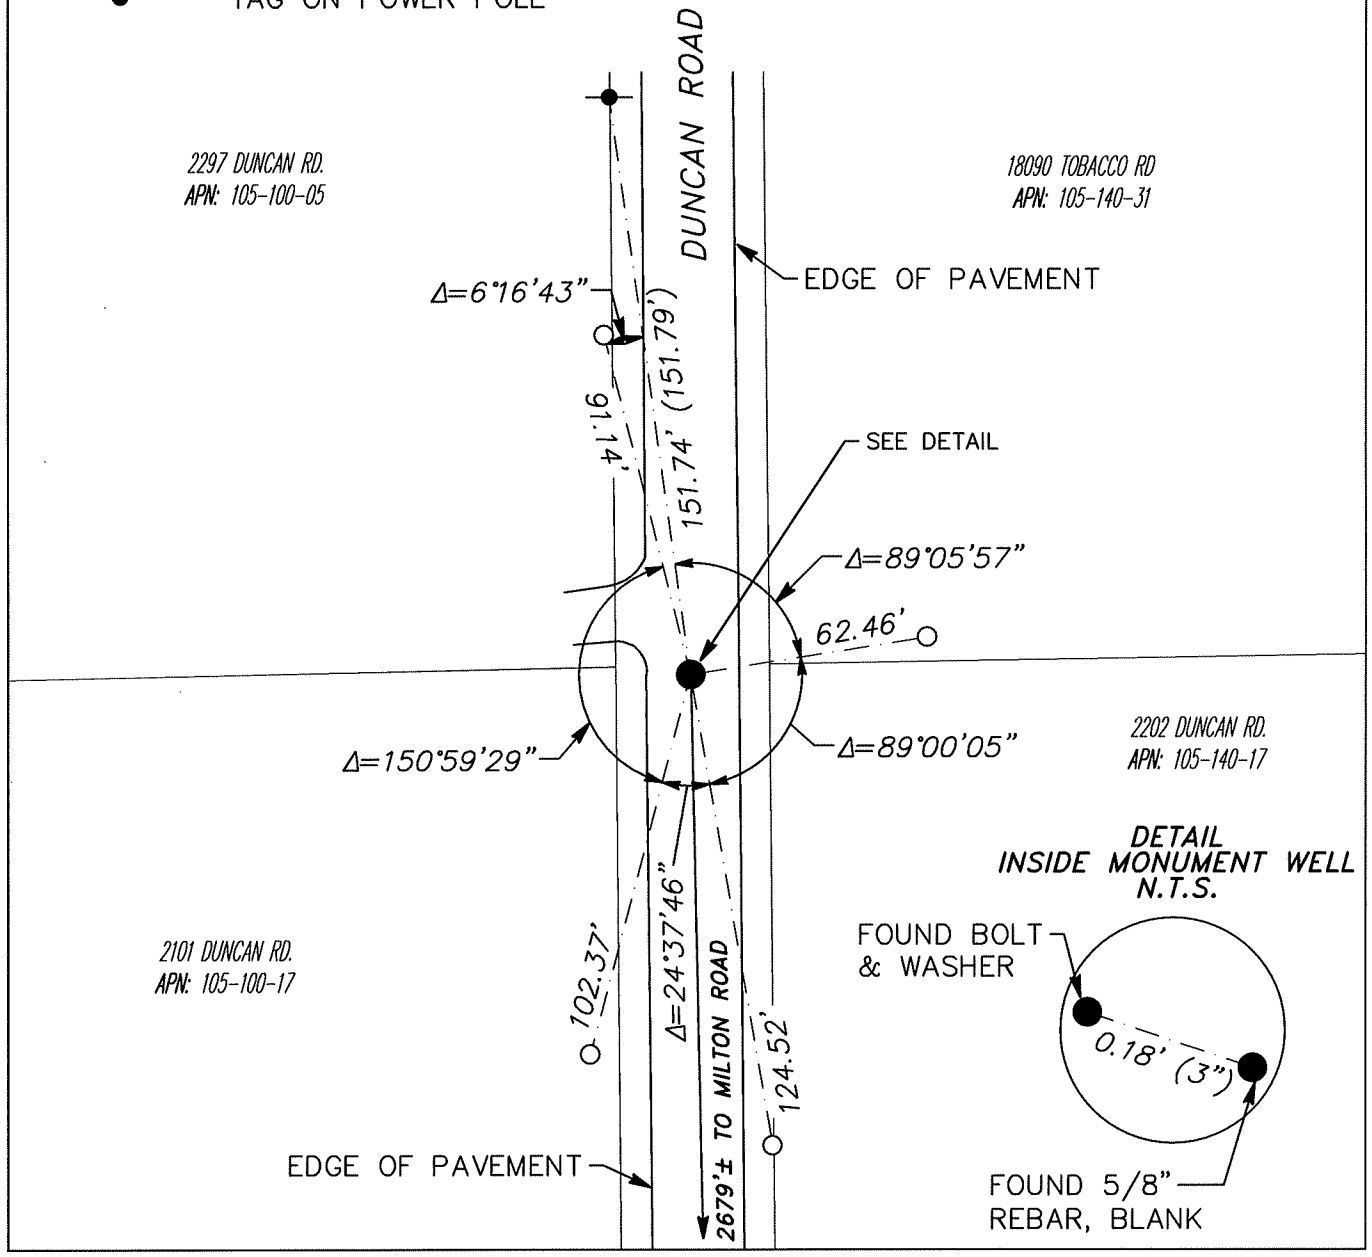 TAG ON POWER POLE
DUNCAN ROAD
2297 DUNCAN RD.
APN: 105-100-05
18090 TOBACCO RD
APN: 105-140-31
EDGE OF PAVEMENT
Δ=6°16'43"
151.74' (151.79')
91.14'
SEE DETAIL
Δ=89°05'57"
62.46'
Δ=150°59'29"
Δ=89°00'05"
2202 DUNCAN RD.
APN: 105-140-17
DETAIL
INSIDE MONUMENT WELL
N.T.S.
Δ=24°37'46"
2679'± TO MILTON ROAD
102.37'
124.52'
2101 DUNCAN RD.
APN: 105-100-17
FOUND BOLT
& WASHER
0.18' (3")
EDGE OF PAVEMENT
FOUND 5/8"
REBAR, BLANK